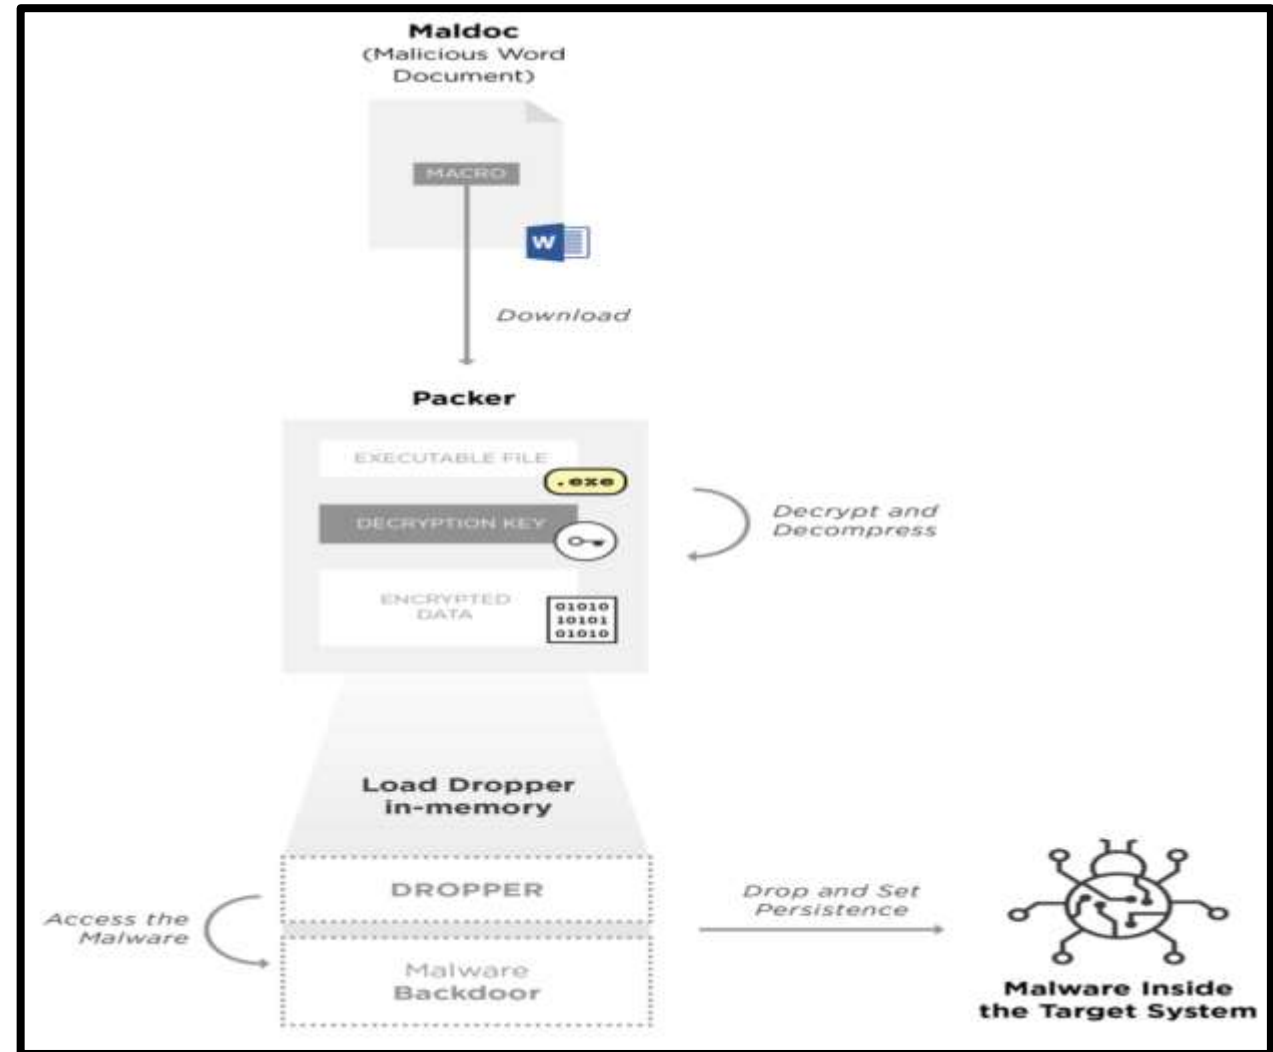 Maldoc
(Malicious Word
Document)
MACRO
W
Download
Packer
EXECUTABLE FILE
.exe
DECRYPTION KEY
Decrypt and
Decompress
ENCRYPTED
DATA
01010
10101
01010
Load Dropper
in-memory
DROPPER
Access the
Malware
Drop and Set
Persistence
Malware
Backdoor
Malware Inside
the Target System